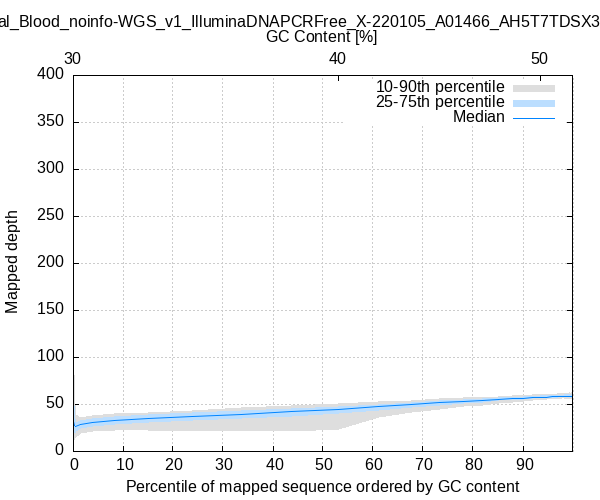 al_Blood_noinfo-WGS_v1_IlluminaDNAPCRFree_X-220105_A01466_AH5T7TDSX3
GC Content [%]
30 40 50
400
10-90th percentile
25-75th percentile
Median
350
300
250
200
150
100
50
0
Mapped depth
0 10 20 30 40 50 60 70 80 90
Percentile of mapped sequence ordered by GC content